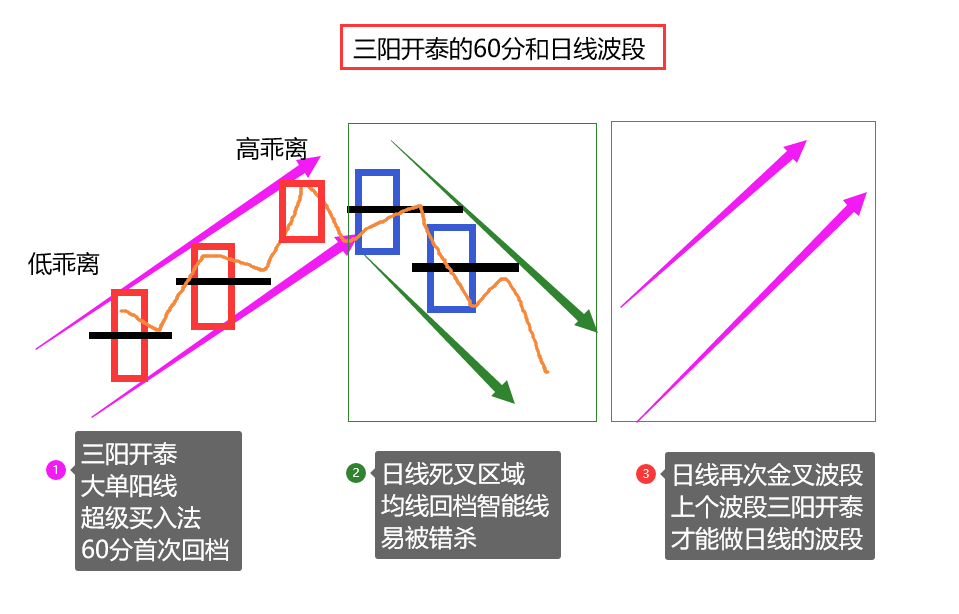 三阳开泰的60分和日线波段
高乖离
低乖离
1
三阳开泰
大单阳线
超级买入法
60分首次回档
2
日线死叉区域
均线回档智能线
易被错杀
3
日线再次金叉波段
上个波段三阳开泰
才能做日线的波段